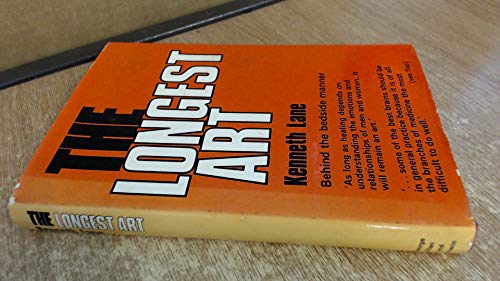 THE
LONGEST
ART
Kenneth Lane
Behind the bedside manner
'As long as healing depends on
understanding the emotions and
relationships of men and women, it
will remain an art.'
'... some of the best brains should be
in general practice because it is of all
the branches of medicine the most
difficult to do well.' (see flap)
THE LONGEST ART